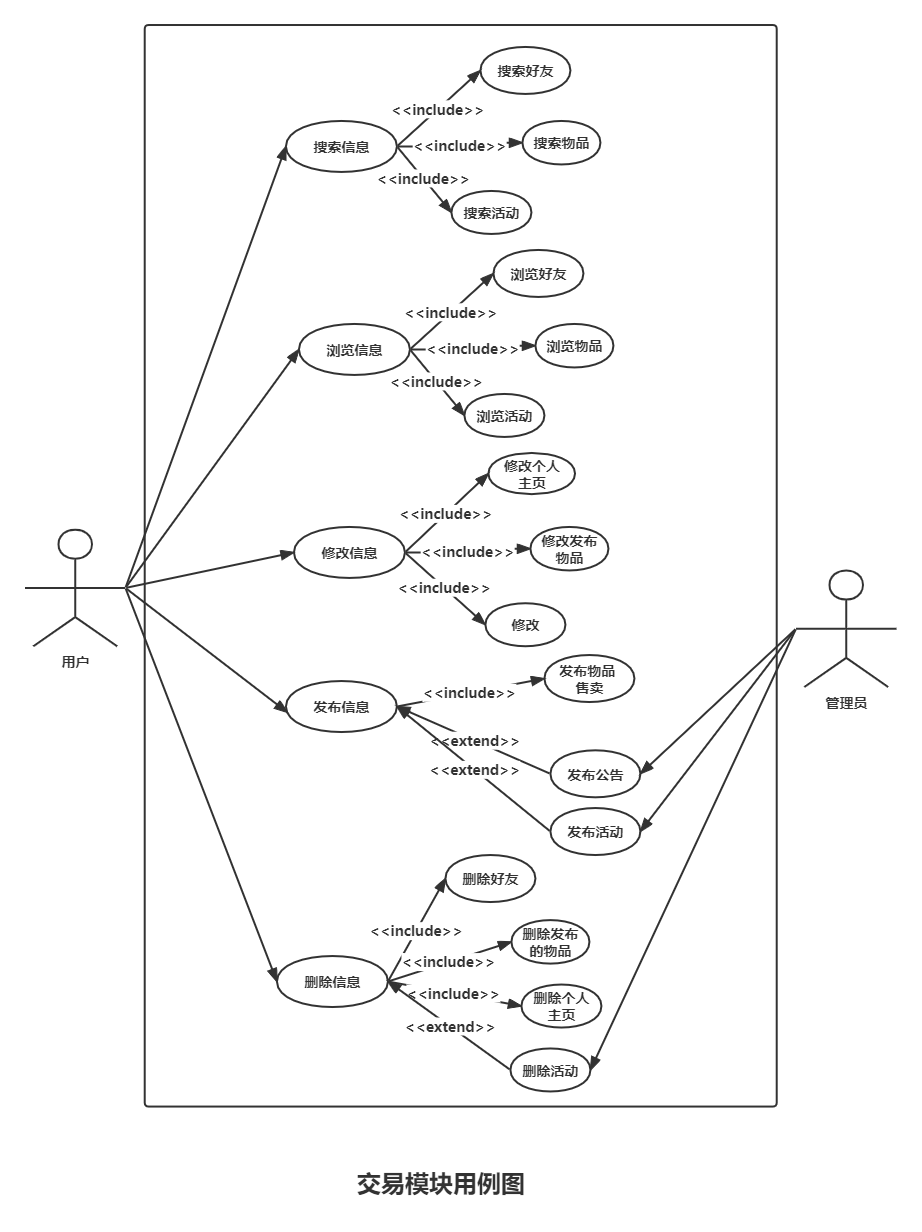 搜索好友
<<include>>
搜索信息
<<include>>
搜索物品
<<include>>
搜索活动
浏览好友
<<include>>
浏览信息
<<include>>
浏览物品
<<include>>
浏览活动
修改个人
主页
<<include>>
修改信息
<<include>>
修改发布
物品
<<include>>
修改
用户
管理员
发布物品
售卖
<<include>>
发布信息
<<extend>>
<<extend>>
发布公告
发布活动
删除好友
<<include>>
删除发布
的物品
<<include>>
删除信息
<<include>>
删除个人
主页
<<extend>>
删除活动
交易模块用例图